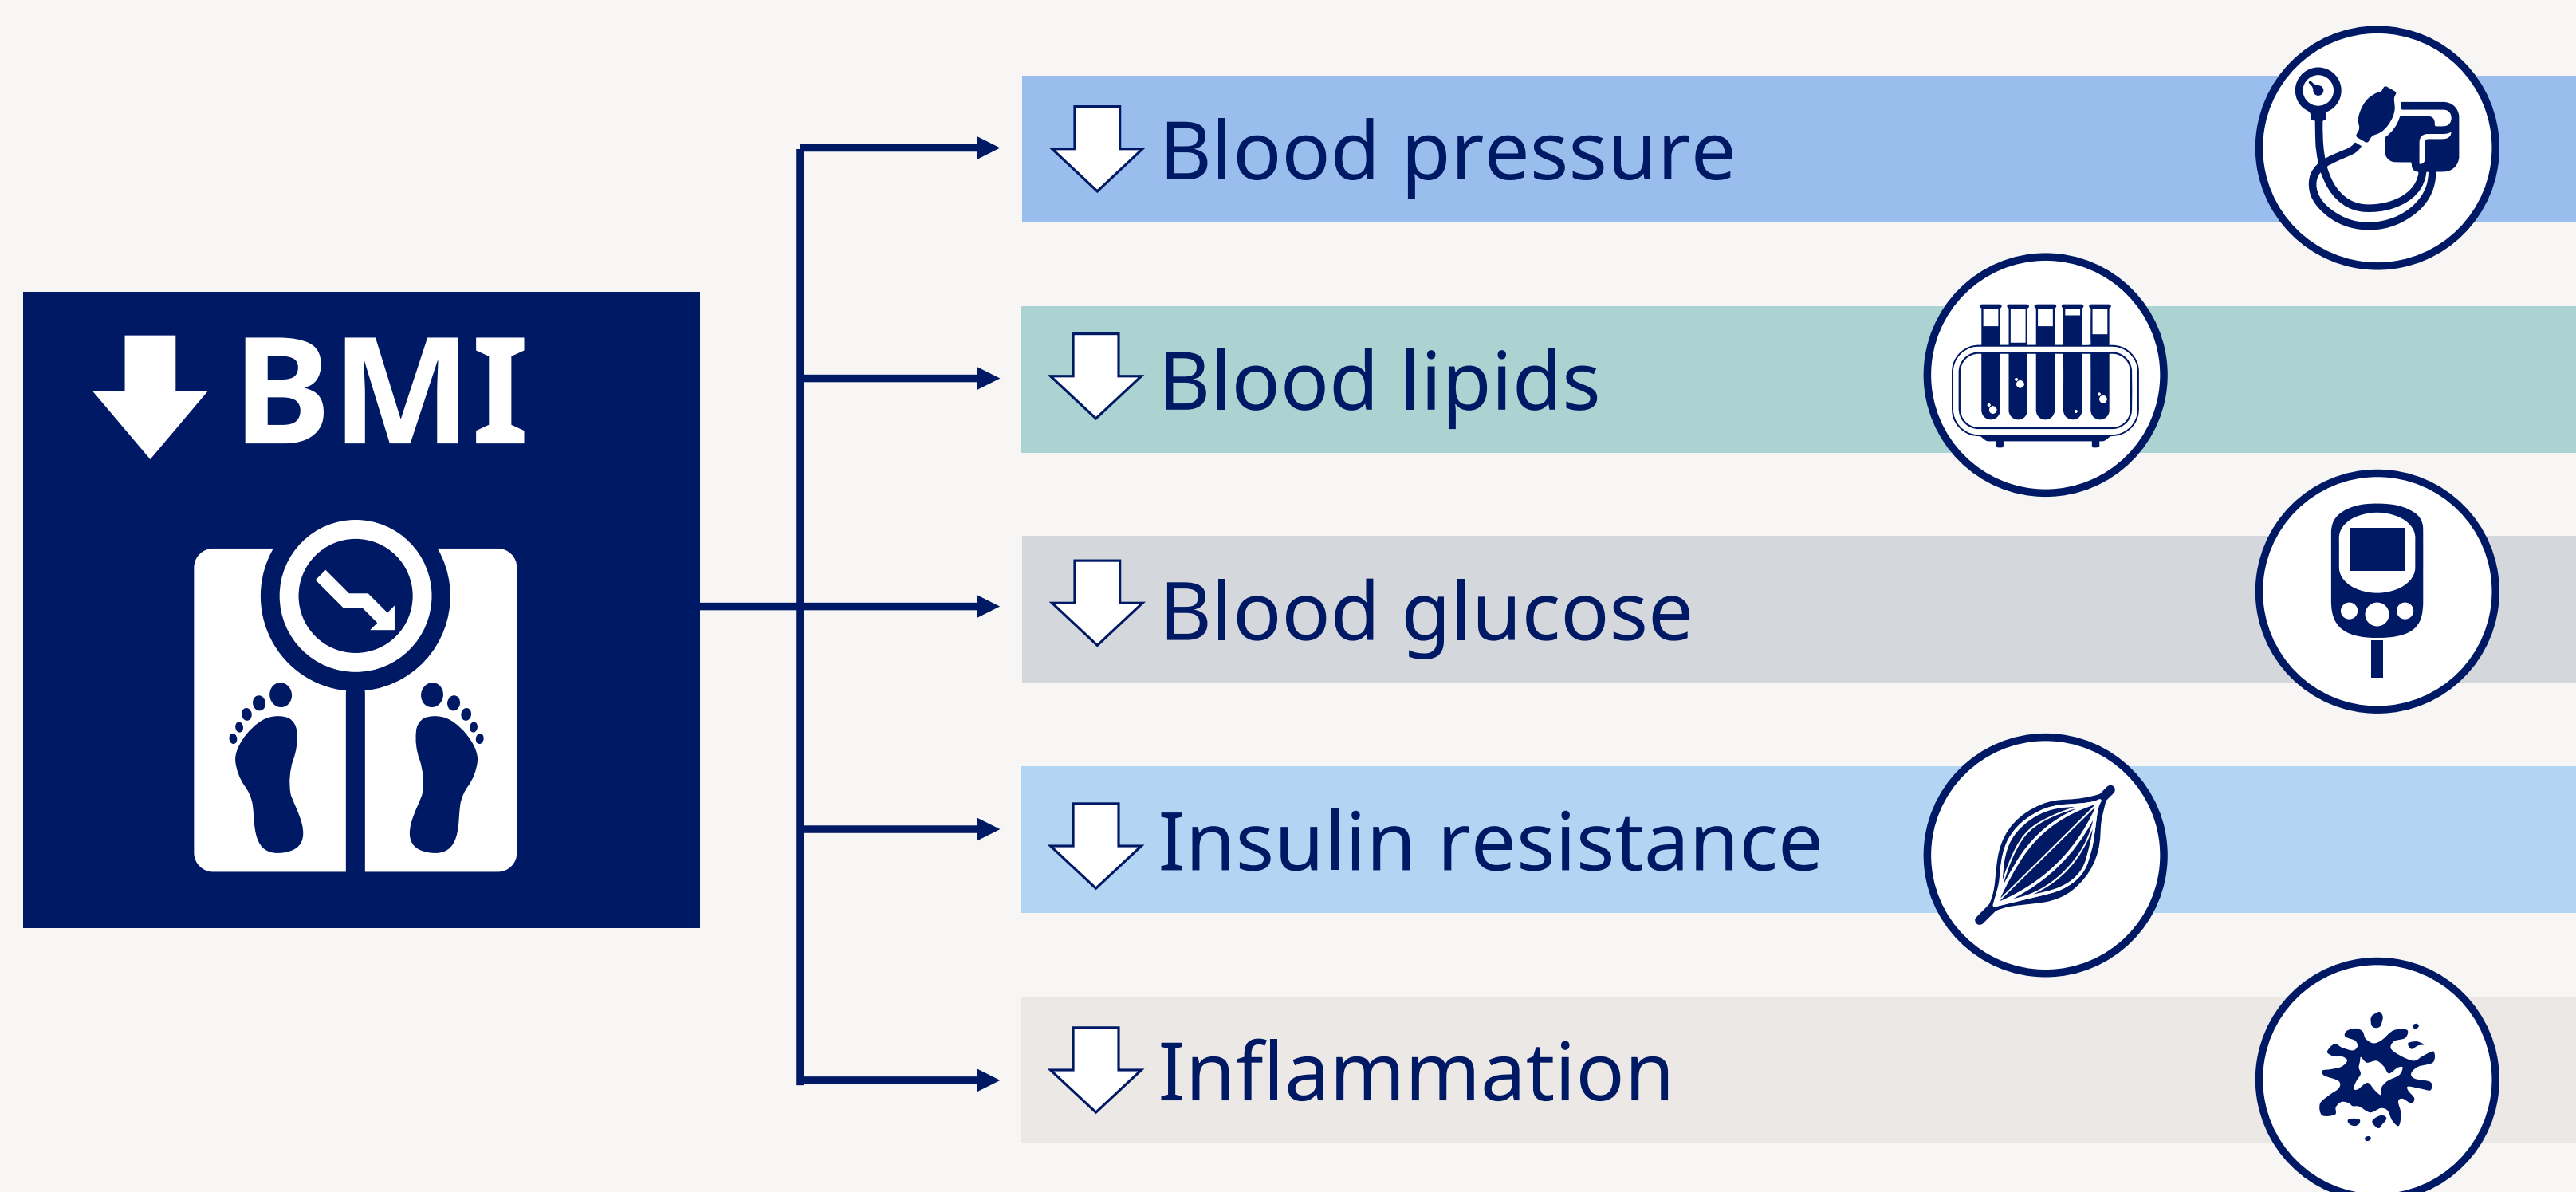 BMI
Blood pressure
Blood lipids
Blood glucose
Insulin resistance
Inflammation